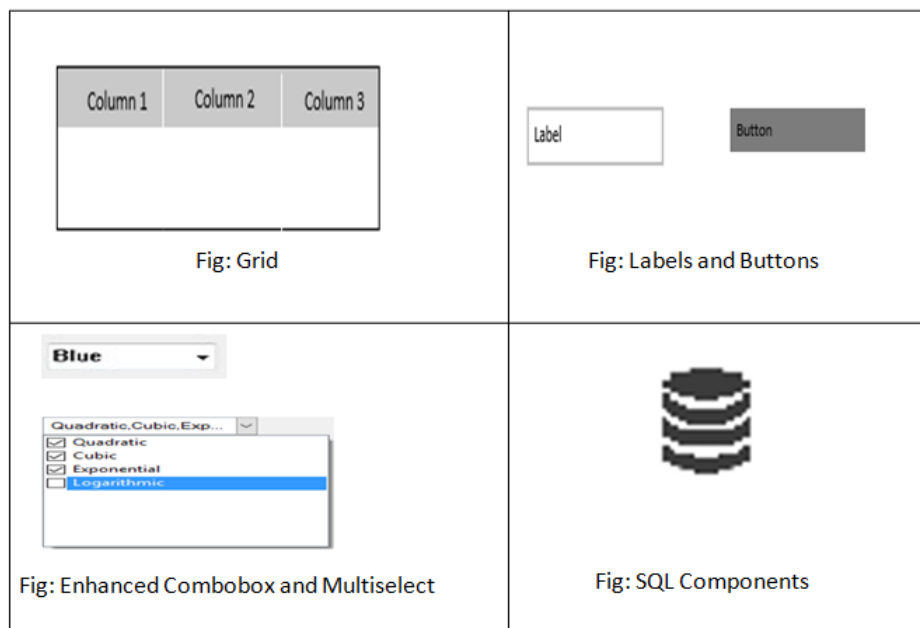 Column 1 Column 2 Column 3
Fig: Grid
Label Button
Fig: Labels and Buttons
Blue
Quadratic,Cubic,Exp...
Quadratic
Cubic
Exponential
Logarithmic
Fig: Enhanced Combobox and Multiselect
Fig: SQL Components